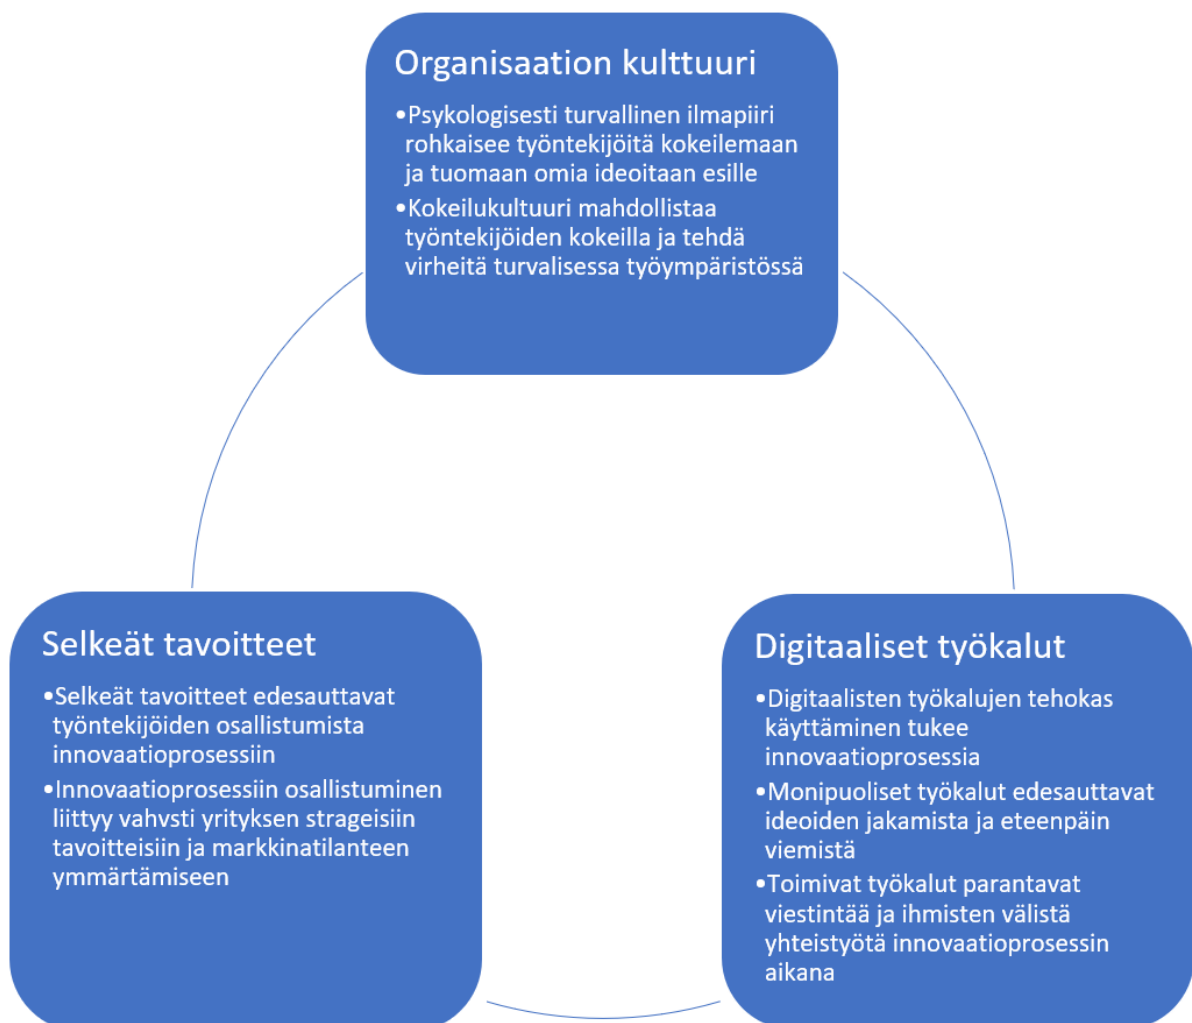 Organisaation kulttuuri
•Psykologisesti turvallinen ilmapiiri
rohkaisee työntekijöitä kokeilemaan
ja tuomaan omia ideoitaan esille
•Kokeilukultuuri mahdollistaa
työntekijöiden kokeilla ja tehdä
virheitä turvalisessa työympäristössä
Selkeät tavoitteet
•Selkeät tavoitteet edesauttavat
työntekijöiden osallistumista
innovaatioprosessiin
•Innovaatioprosessiin osallistuminen
liittyy vahvsti yrityksen strageisiin
tavoitteisiin ja markkinatilanteen
ymmärtämiseen
Digitaaliset työkalut
•Digitaalisten työkalujen tehokas
käyttäminen tukee
innovaatioprosessia
•Monipuoliset työkalut edesauttavat
ideoiden jakamista ja eteenpäin
viemistä
•Toimivat työkalut parantavat
viestintää ja ihmisten välistä
yhteistyötä innovaatioprosessin
aikana